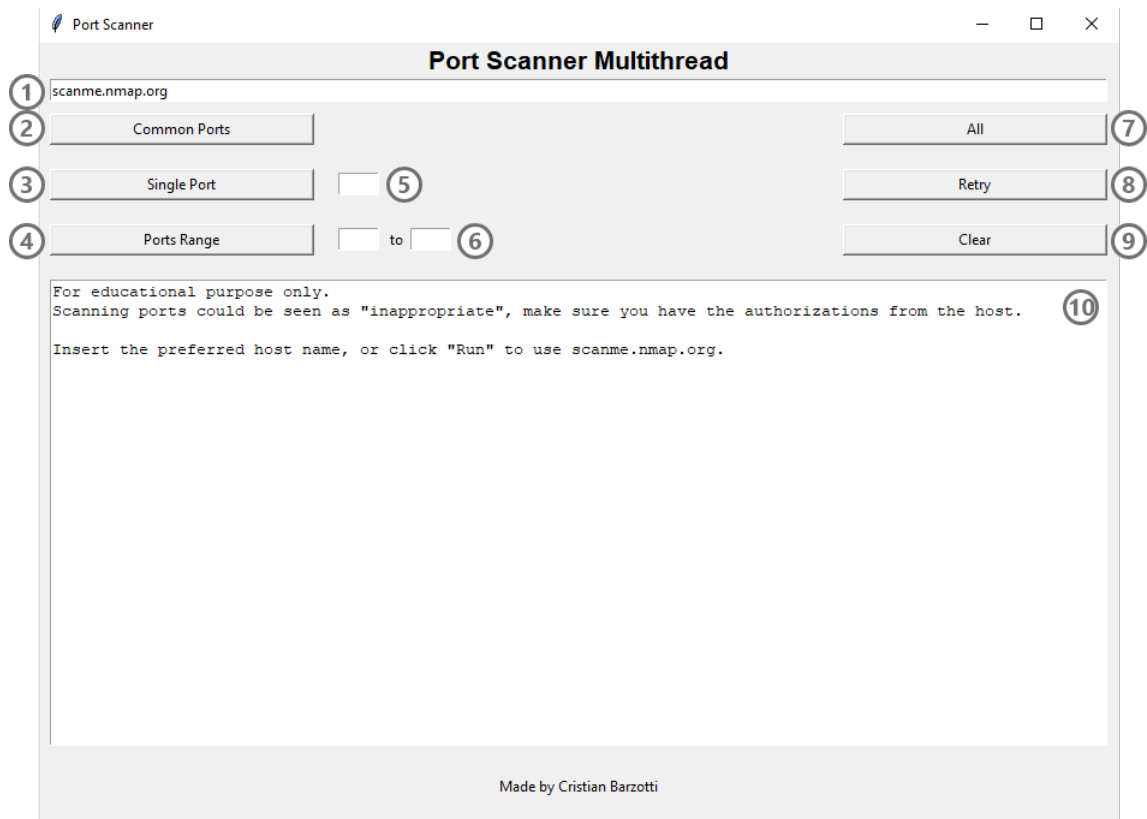 Port Scanner
Port Scanner Multithread
1 scanme.nmap.org
2 Common Ports All 7
3 Single Port 5 Retry 8
4 Ports Range to 6 Clear 9
For educational purpose only. 10
Scanning ports could be seen as "inappropriate", make sure you have the authorizations from the host.
Insert the preferred host name, or click "Run" to use scanme.nmap.org.
Made by Cristian Barzotti